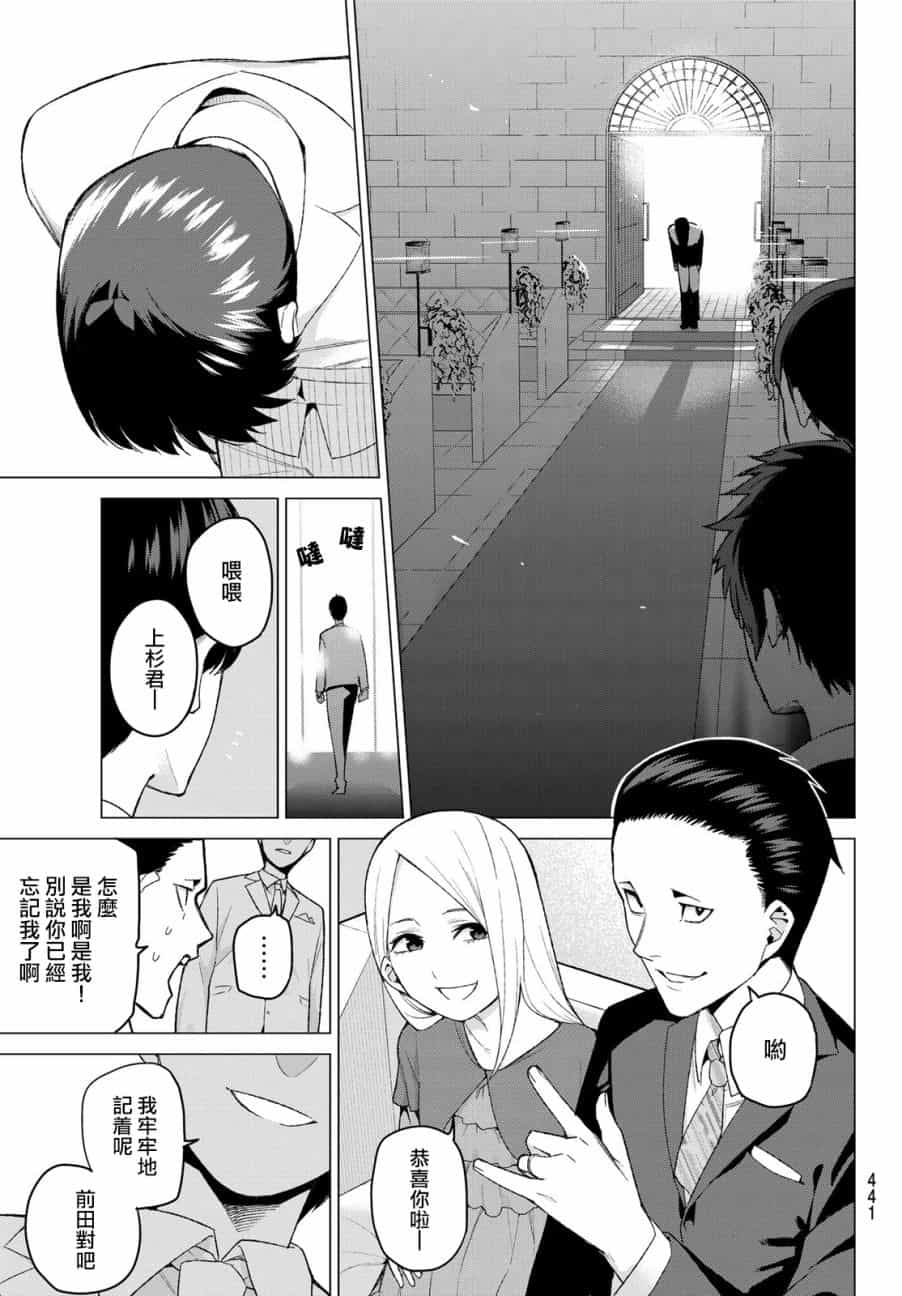 噠
噠
喂喂
上杉君—
喲
恭喜你啦—
⋯⋯
怎麼
是我啊是我！
別説你已經
忘記我了啊
我牢牢地
記着呢
前田對吧
441